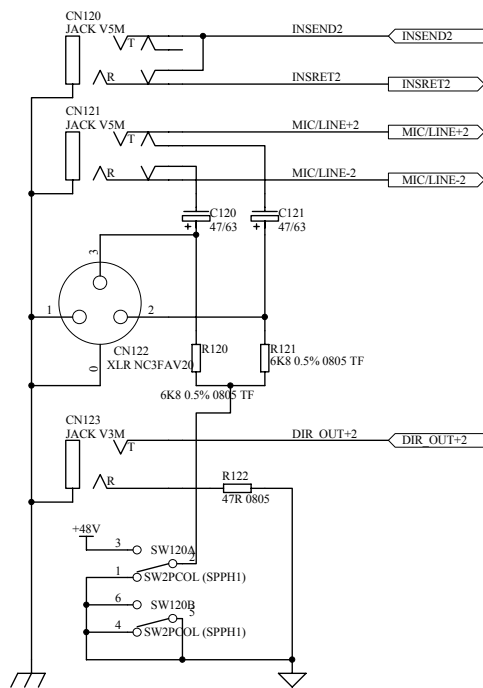 CN120
JACK V5M
T
INSEND2
INSEND2
R
INSRET2
INSRET2
CN121
JACK V5M
T
MIC/LINE+2
MIC/LINE+2
R
MIC/LINE-2
MIC/LINE-2
C120
47/63
+
C121
47/63
+
3
1
2
0
CN122
XLR NC3FAV20
R120
6K8 0.5% 0805 TF
R121
6K8 0.5% 0805 TF
CN123
JACK V3M
T
DIR_OUT+2
DIR_OUT+2
R
R122
47R 0805
+48V
3
SW120A
2
1
SW2PCOL (SPPH1)
6
SW120B
5
4
SW2PCOL (SPPH1)